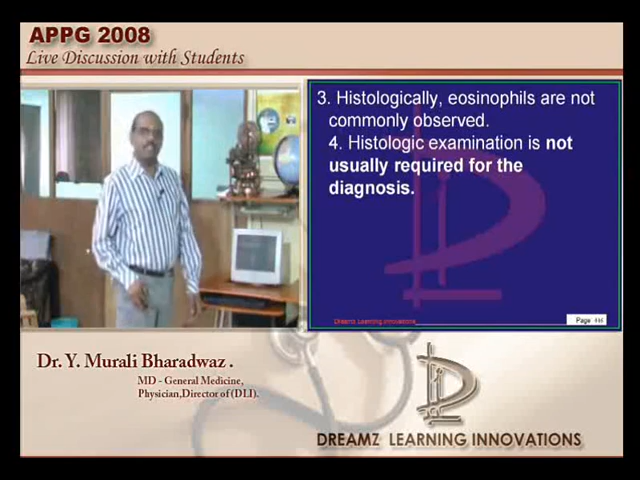 APPG 2008
Live Discussion with Students
3. Histologically, eosinophils are not
commonly observed.
4. Histologic examination is not
usually required for the
diagnosis.
Dreamz Learning Innovations
Page
Dr. Y. Murali Bharadwaz .
MD - General Medicine,
Physician,Director of (DLI).
DREAMZ LEARNING INNOVATIONS